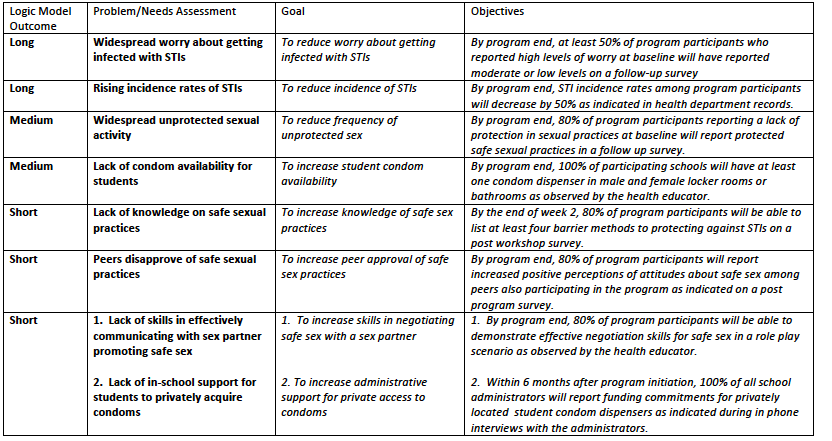 Logic Model Outcome | Problem/Needs Assessment | Goal | Objectives
Long | Widespread worry about getting infected with STIs | To reduce worry about getting infected with STIs | By program end, at least 50% of program participants who reported high levels of worry at baseline will have reported moderate or low levels on a follow-up survey
Long | Rising incidence rates of STIs | To reduce incidence of STIs | By program end, STI incidence rates among program participants will decrease by 50% as indicated in health department records.
Medium | Widespread unprotected sexual activity | To reduce frequency of unprotected sex | By program end, 80% of program participants reporting a lack of protection in sexual practices at baseline will report protected safe sexual practices in a follow up survey.
Medium | Lack of condom availability for students | To increase student condom availability | By program end, 100% of participating schools will have at least one condom dispenser in male and female locker rooms or bathrooms as observed by the health educator.
Short | Lack of knowledge on safe sexual practices | To increase knowledge of safe sex practices | By the end of week 2, 80% of program participants will be able to list at least four barrier methods to protecting against STIs on a post workshop survey.
Short | Peers disapprove of safe sexual practices | To increase peer approval of safe sex practices | By program end, 80% of program participants will report increased positive perceptions of attitudes about safe sex among peers also participating in the program as indicated on a post program survey.
Short | 1. Lack of skills in effectively communicating with sex partner promoting safe sex | 1. To increase skills in negotiating safe sex with a sex partner | 1. By program end, 80% of program participants will be able to demonstrate effective negotiation skills for safe sex in a role play scenario as observed by the health educator.
2. Lack of in-school support for students to privately acquire condoms | 2. To increase administrative support for private access to condoms | 2. Within 6 months after program initiation, 100% of all school administrators will report funding commitments for privately located student condom dispensers as indicated during in phone interviews with the administrators.